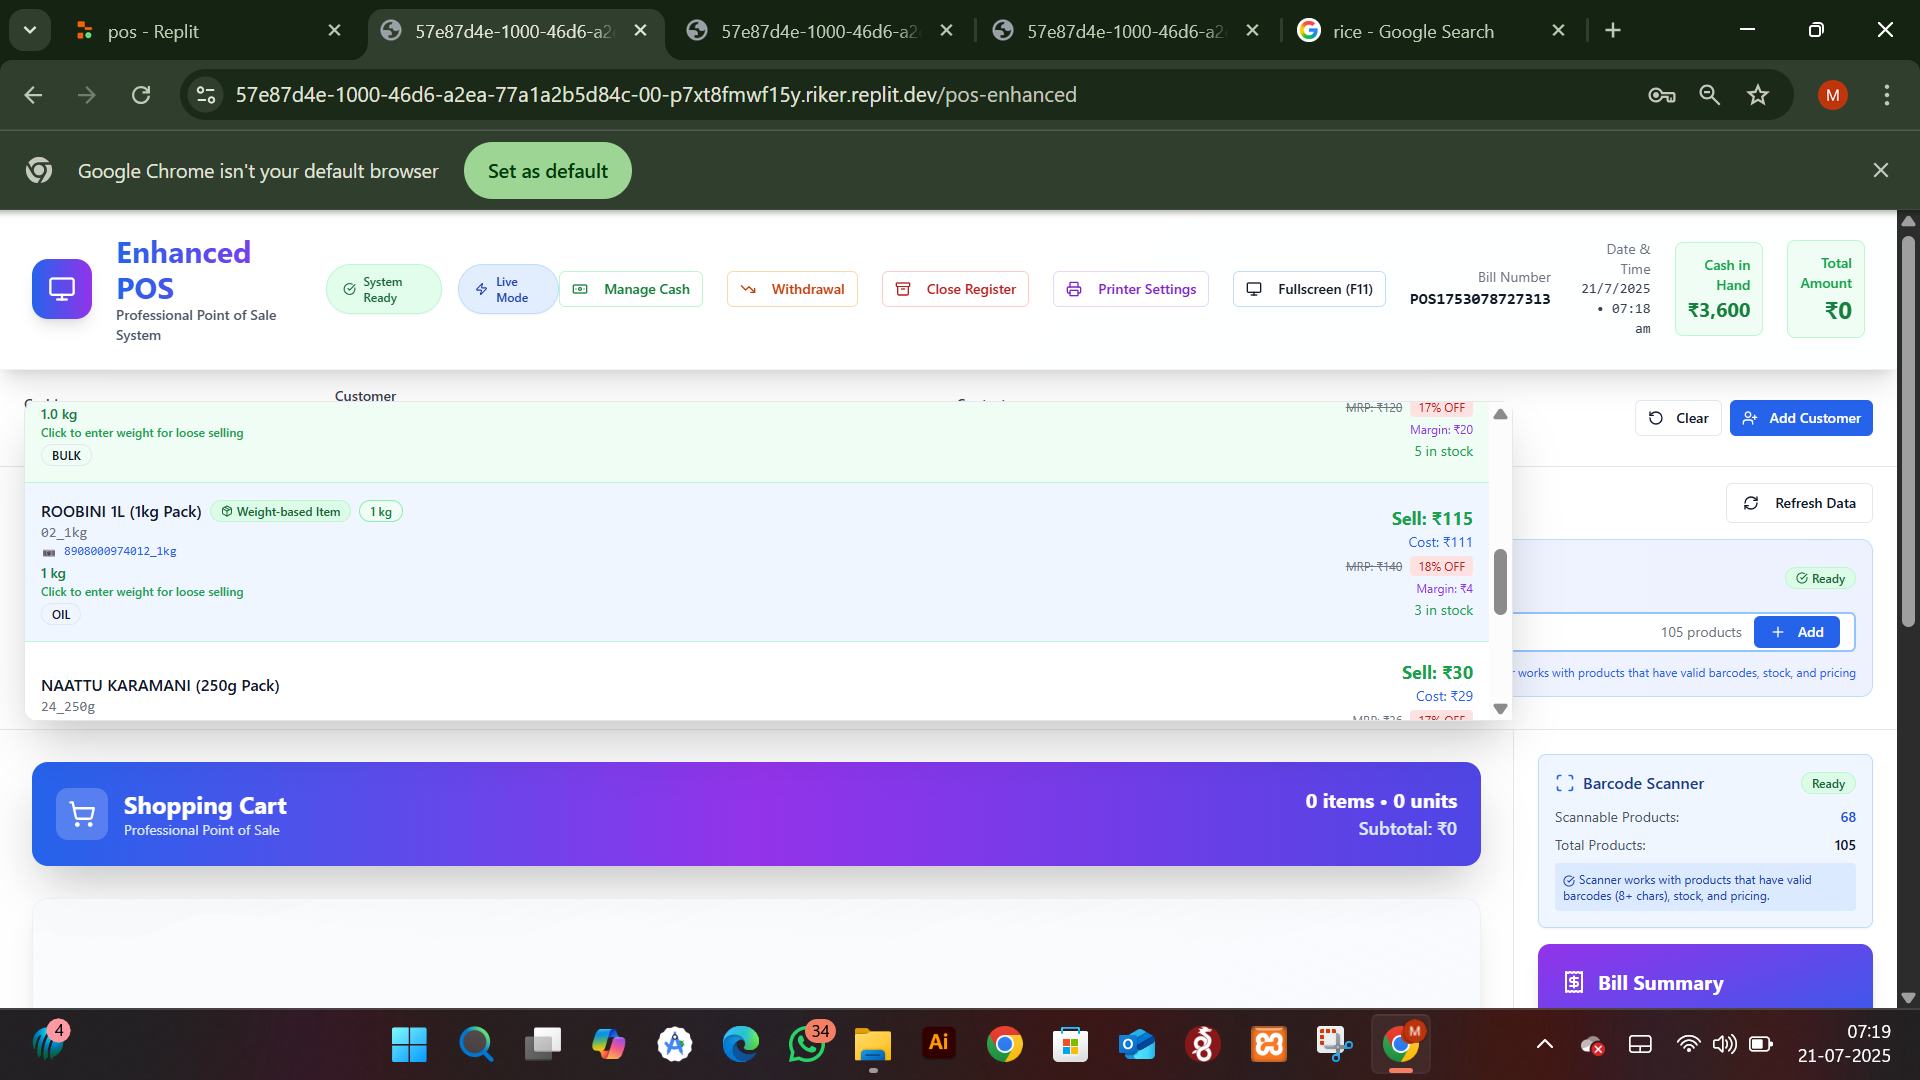 pos - Replit
57e87d4e-1000-46d6-a2
57e87d4e-1000-46d6-a2
57e87d4e-1000-46d6-a2
rice - Google Search
57e87d4e-1000-46d6-a2ea-77a1a2b5d84c-00-p7xt8fmwf15y.riker.replit.dev/pos-enhanced
M
Google Chrome isn't your default browser
Set as default
Enhanced
POS
Professional Point of Sale
System
System
Ready
Live
Mode
Manage Cash
Withdrawal
Close Register
Printer Settings
Fullscreen (F11)
Bill Number
POS1753078727313
Date &
Time
21/7/2025
• 07:18
am
Cash in
Hand
₹3,600
Total
Amount
₹0
Customer
Clear
Add Customer
1.0 kg
Click to enter weight for loose selling
BULK
MRP: ₹120 17% OFF
Margin: ₹20
5 in stock
ROOBINI 1L (1kg Pack) Weight-based Item 1 kg
02_1kg
8908000974012_1kg
1 kg
Click to enter weight for loose selling
OIL
Sell: ₹115
Cost: ₹111
MRP: ₹140 18% OFF
Margin: ₹4
3 in stock
NAATTU KARAMANI (250g Pack)
24_250g
Sell: ₹30
Cost: ₹29
MRP: ₹36 17% OFF
Refresh Data
Ready
105 products
Add
works with products that have valid barcodes, stock, and pricing
Shopping Cart
Professional Point of Sale
0 items • 0 units
Subtotal: ₹0
Barcode Scanner Ready
Scannable Products: 68
Total Products: 105
Scanner works with products that have valid
barcodes (8+ chars), stock, and pricing.
Bill Summary
4
34
Ai
M
07:19
21-07-2025